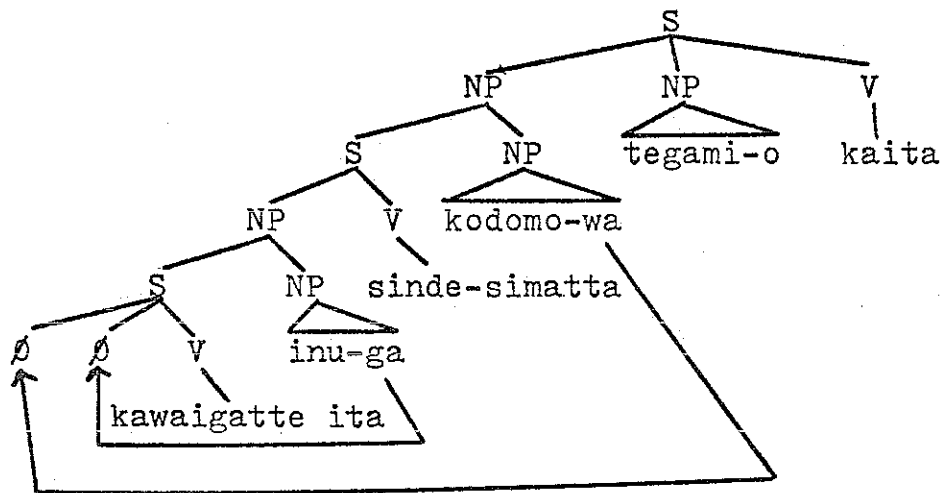 S
NP NP V
S NP tegami-o kaita
NP V kodomo-wa
S NP sinde-simatta
Ø Ø V inu-ga
kawaigatte ita